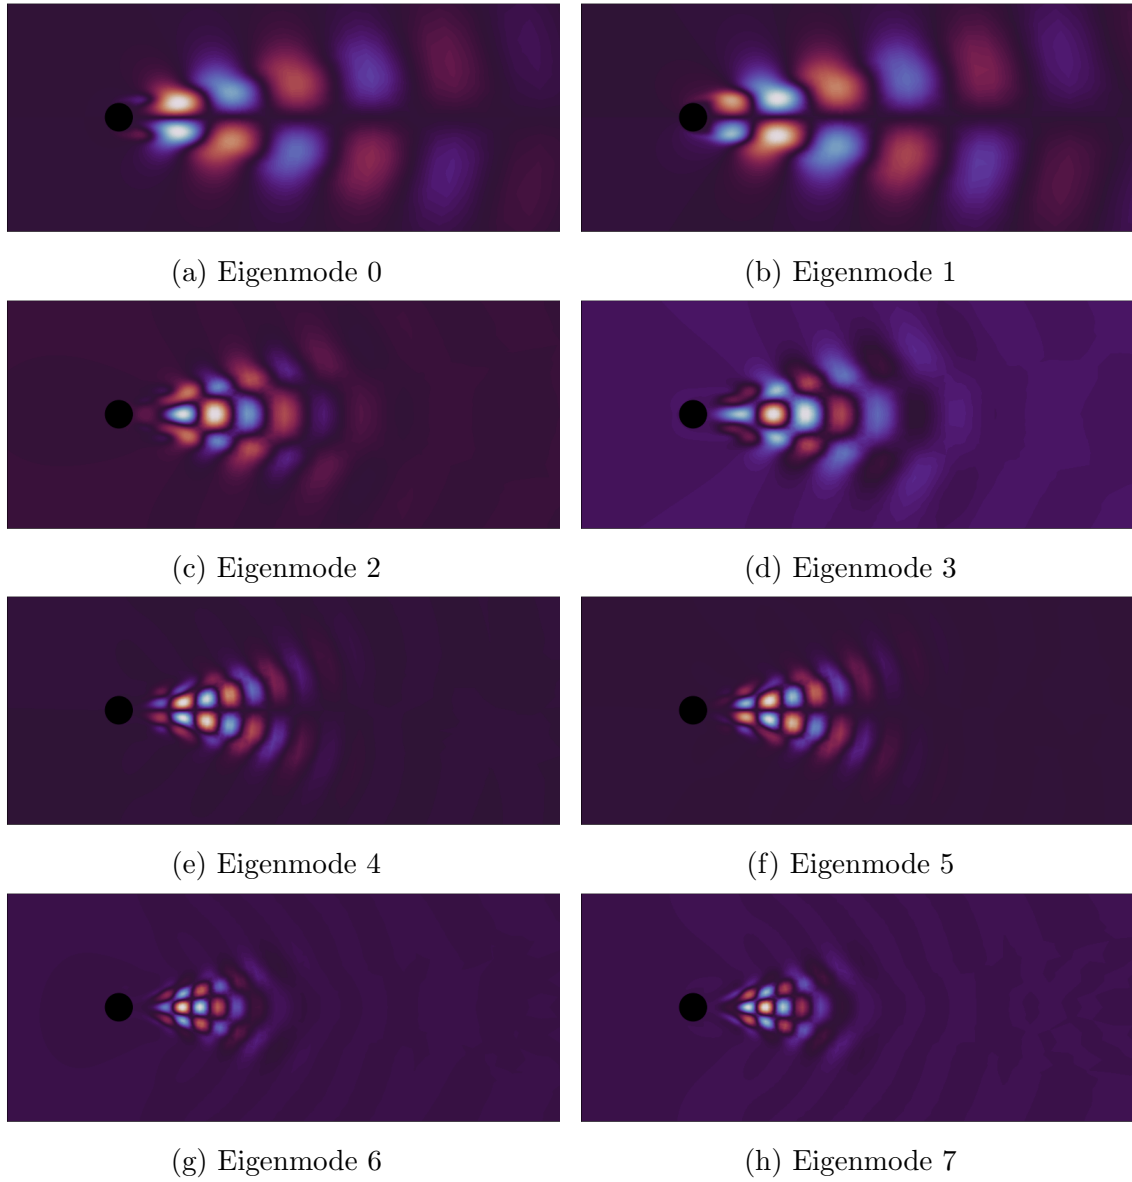 (a) Eigenmode 0
(b) Eigenmode 1
(c) Eigenmode 2
(d) Eigenmode 3
(e) Eigenmode 4
(f) Eigenmode 5
(g) Eigenmode 6
(h) Eigenmode 7